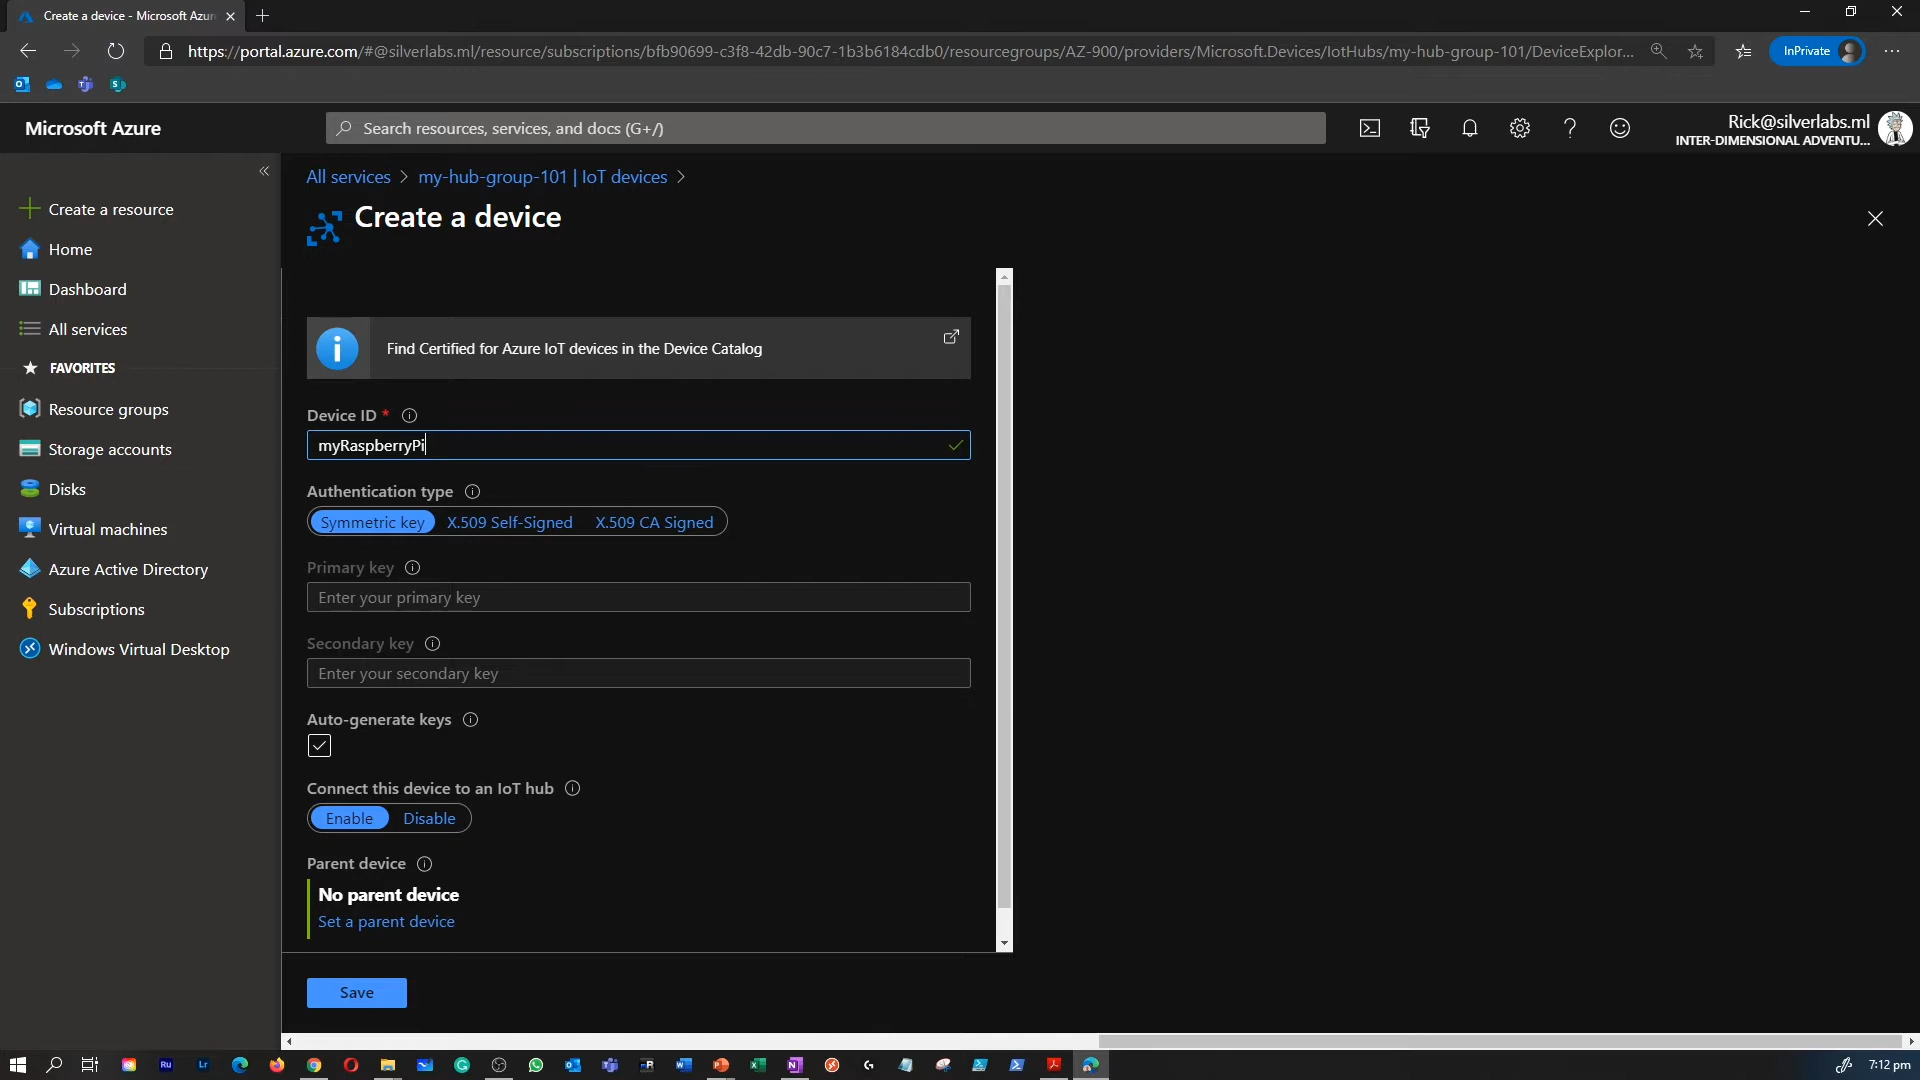 Create a device - Microsoft Azur
https://portal.azure.com/#@silverlabs.ml/resource/subscriptions/bfb90699-c3f8-42db-90c7-1b3b6184cdb0/resourcegroups/AZ-900/providers/Microsoft.Devices/IotHubs/my-hub-group-101/DeviceExplor...
InPrivate
Microsoft Azure
Search resources, services, and docs (G+/)
Rick@silverlabs.ml
INTER-DIMENSIONAL ADVENTU...
All services > my-hub-group-101 | IoT devices >
Create a device
Create a resource
Home
Dashboard
All services
FAVORITES
Resource groups
Storage accounts
Disks
Virtual machines
Azure Active Directory
Subscriptions
Windows Virtual Desktop
Find Certified for Azure IoT devices in the Device Catalog
Device ID *
myRaspberryPi
Authentication type
Symmetric key X.509 Self-Signed X.509 CA Signed
Primary key
Enter your primary key
Secondary key
Enter your secondary key
Auto-generate keys
Connect this device to an IoT hub
Enable Disable
Parent device
No parent device
Set a parent device
Save
Ru
Lr
7:12 pm